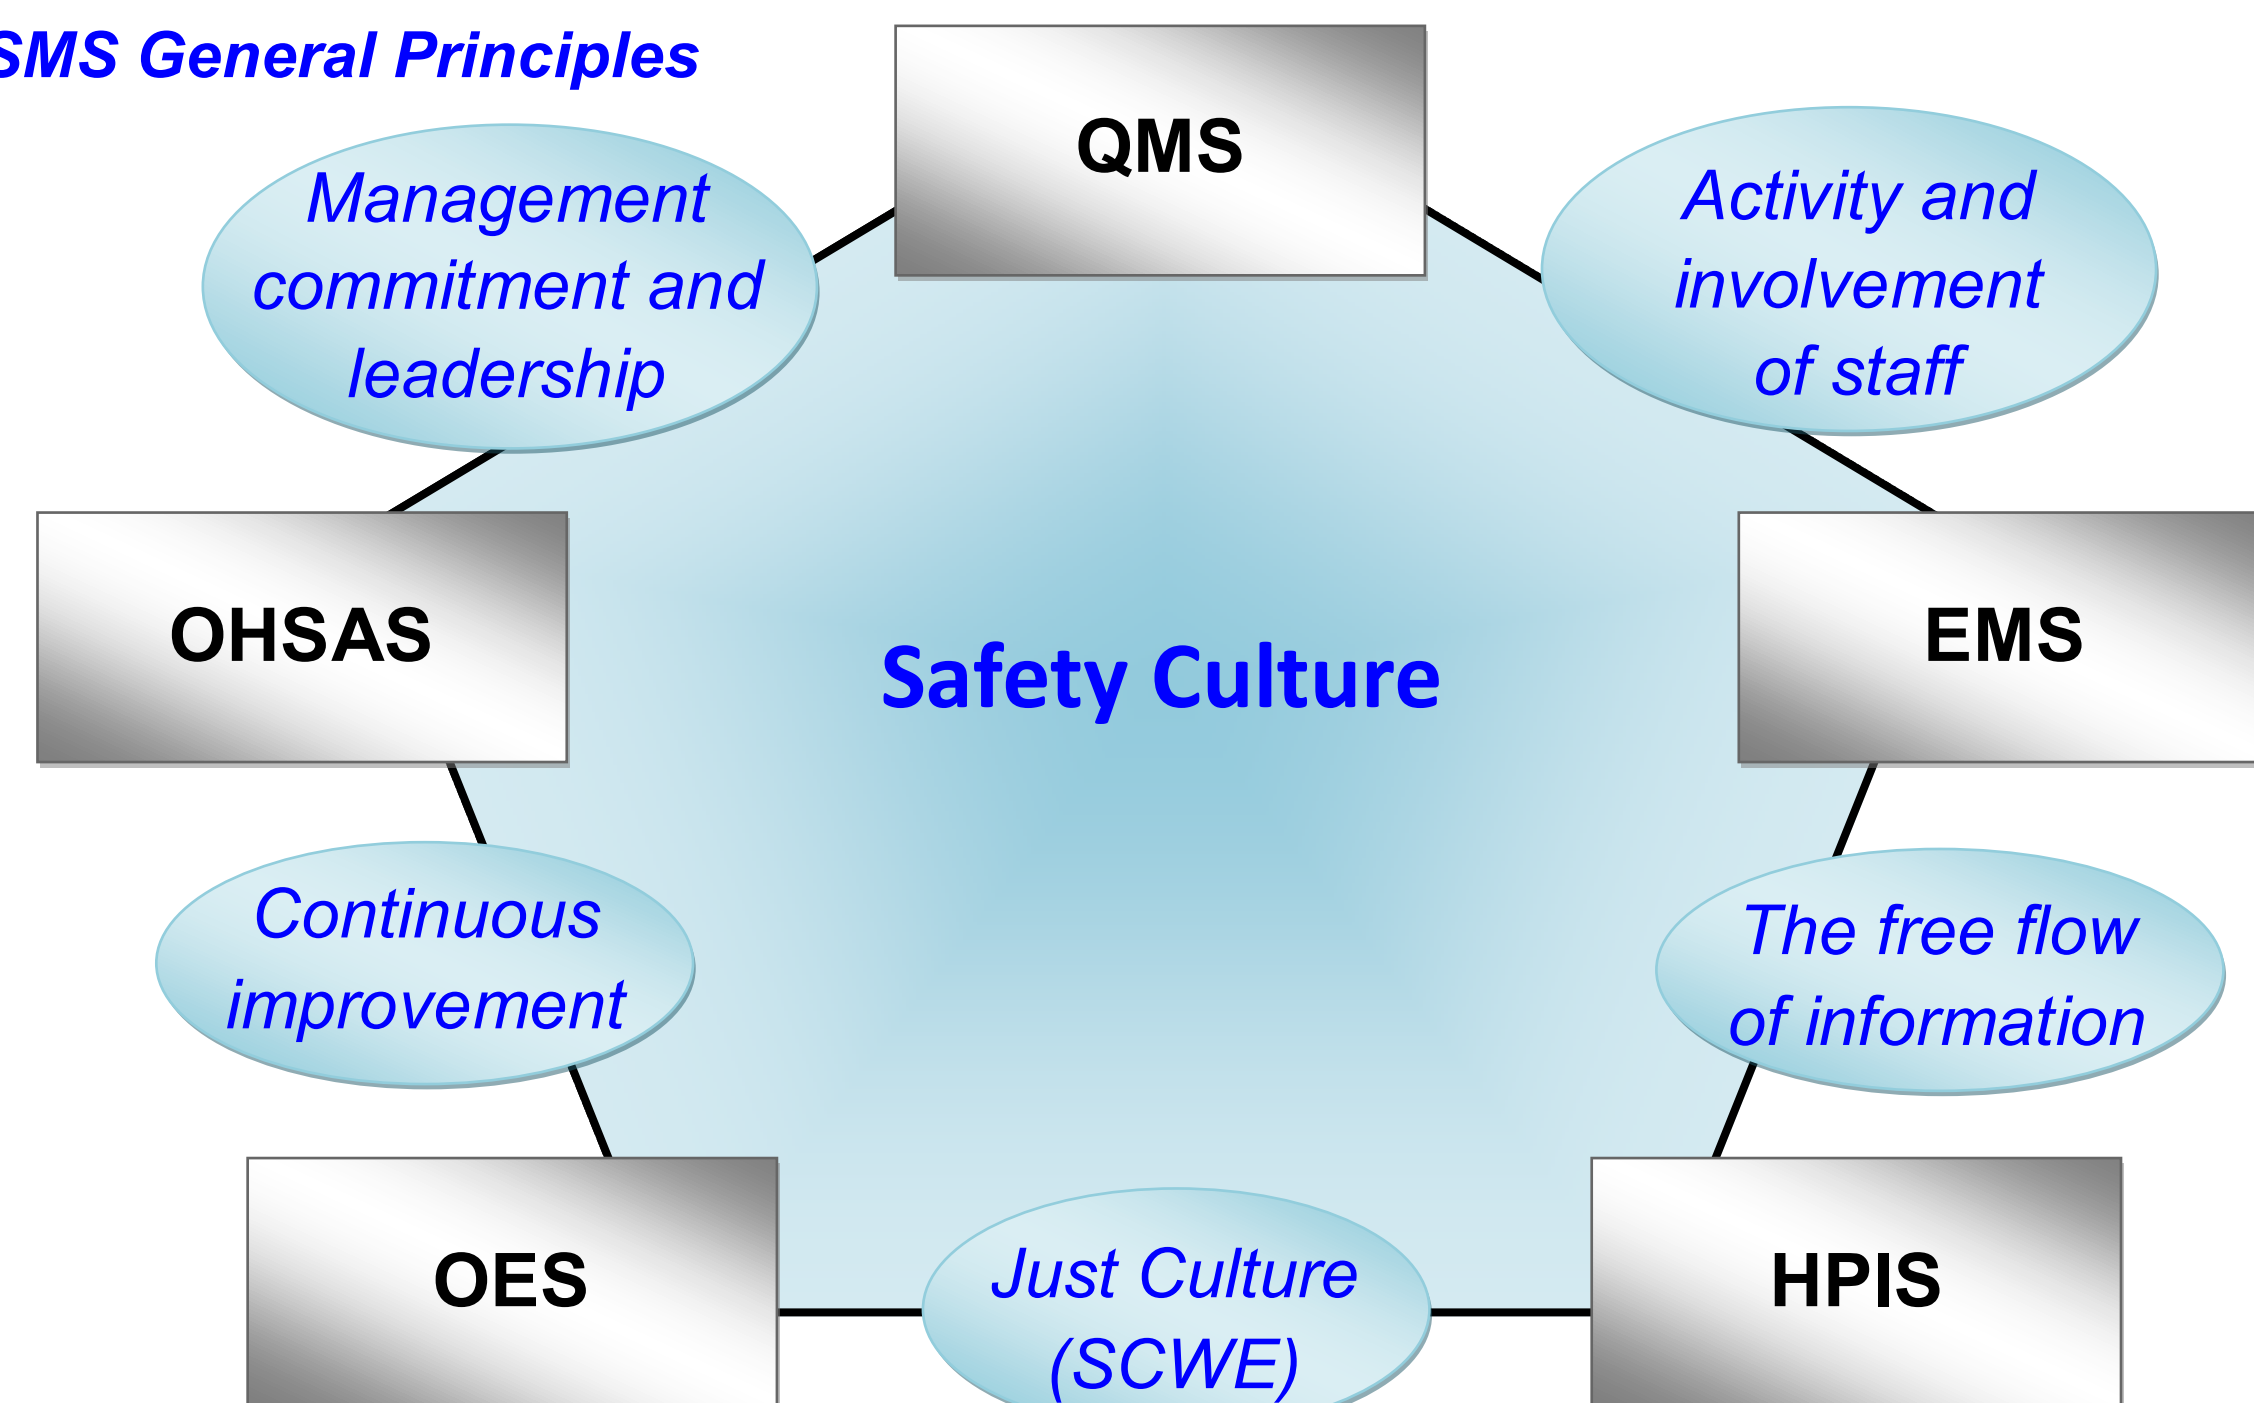 SMS General Principles
QMS
Management
commitment and
leadership
Activity and
involvement
of staff
OHSAS
EMS
Safety Culture
Continuous
improvement
The free flow
of information
OES
Just Culture
(SCWE)
HPIS